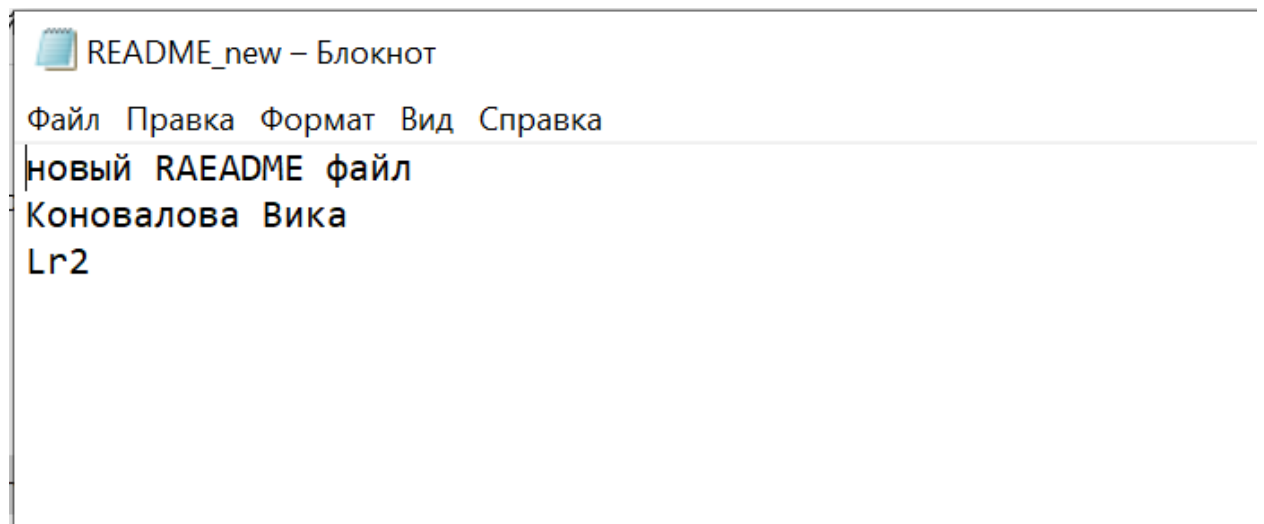 README_new – Блокнот
Файл Правка Формат Вид Справка
новый RAEADME файл
Коновалова Вика
Lr2